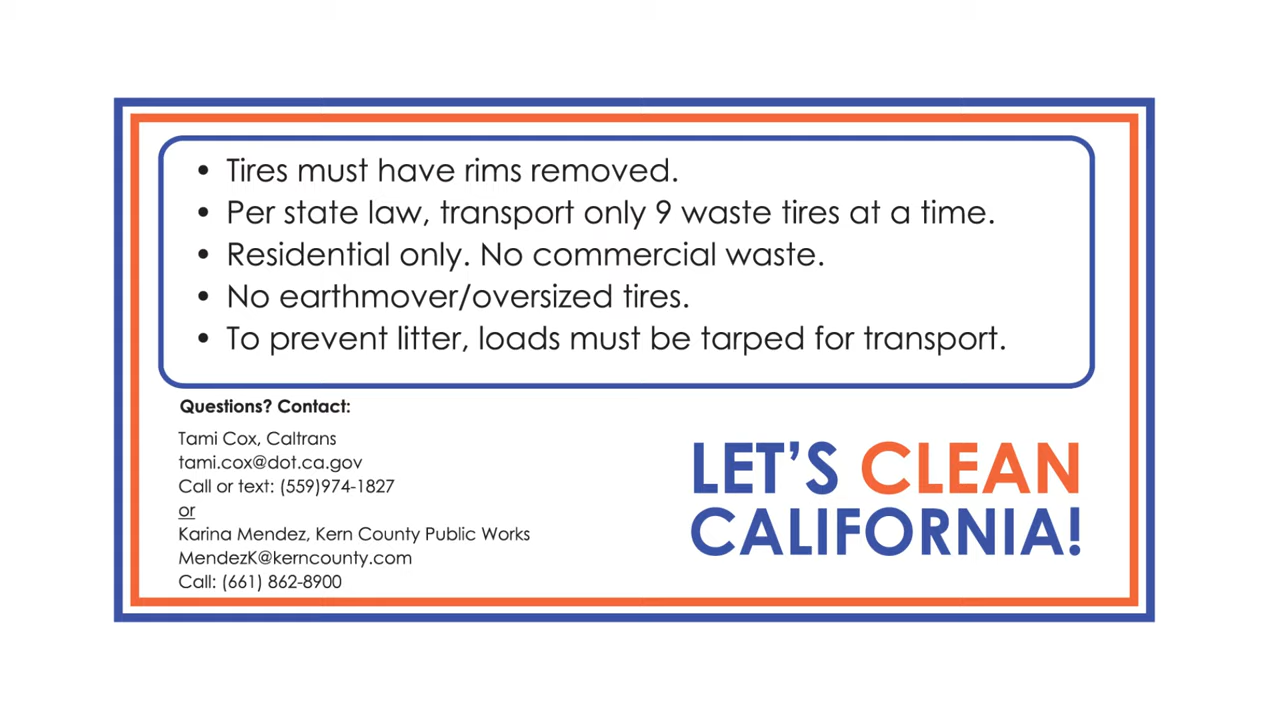 • Tires must have rims removed.
• Per state law, transport only 9 waste tires at a time.
• Residential only. No commercial waste.
• No earthmover/oversized tires.
• To prevent litter, loads must be tarped for transport.
Questions? Contact:
Tami Cox, Caltrans
tami.cox@dot.ca.gov
Call or text: (559)974-1827
or
Karina Mendez, Kern County Public Works
MendezK@kerncounty.com
Call: (661) 862-8900
LET'S CLEAN
CALIFORNIA!